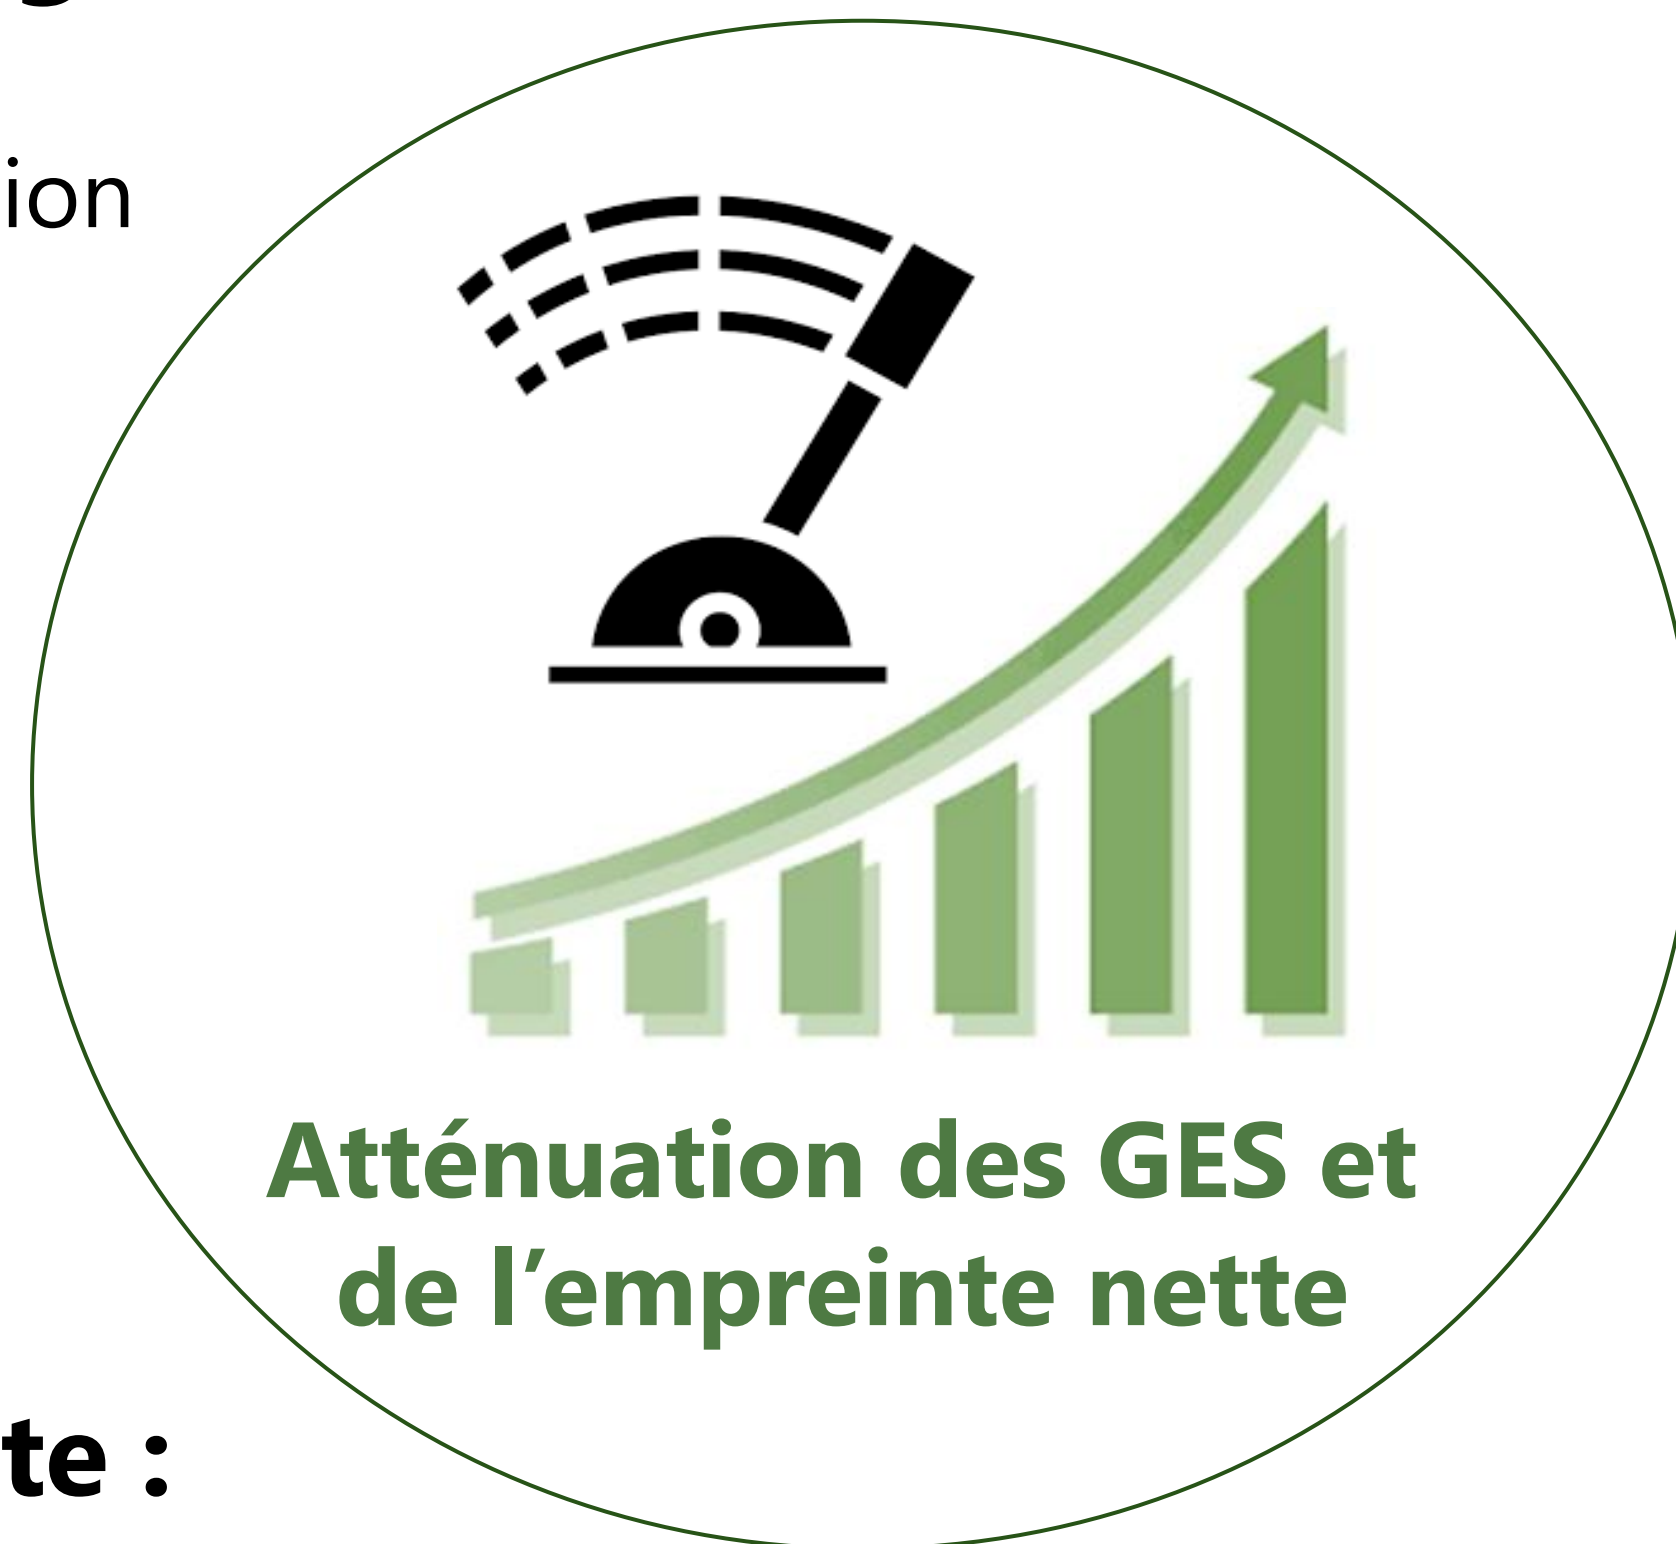 ion
Atténuation des GES et
de l’empreinte nette
te :